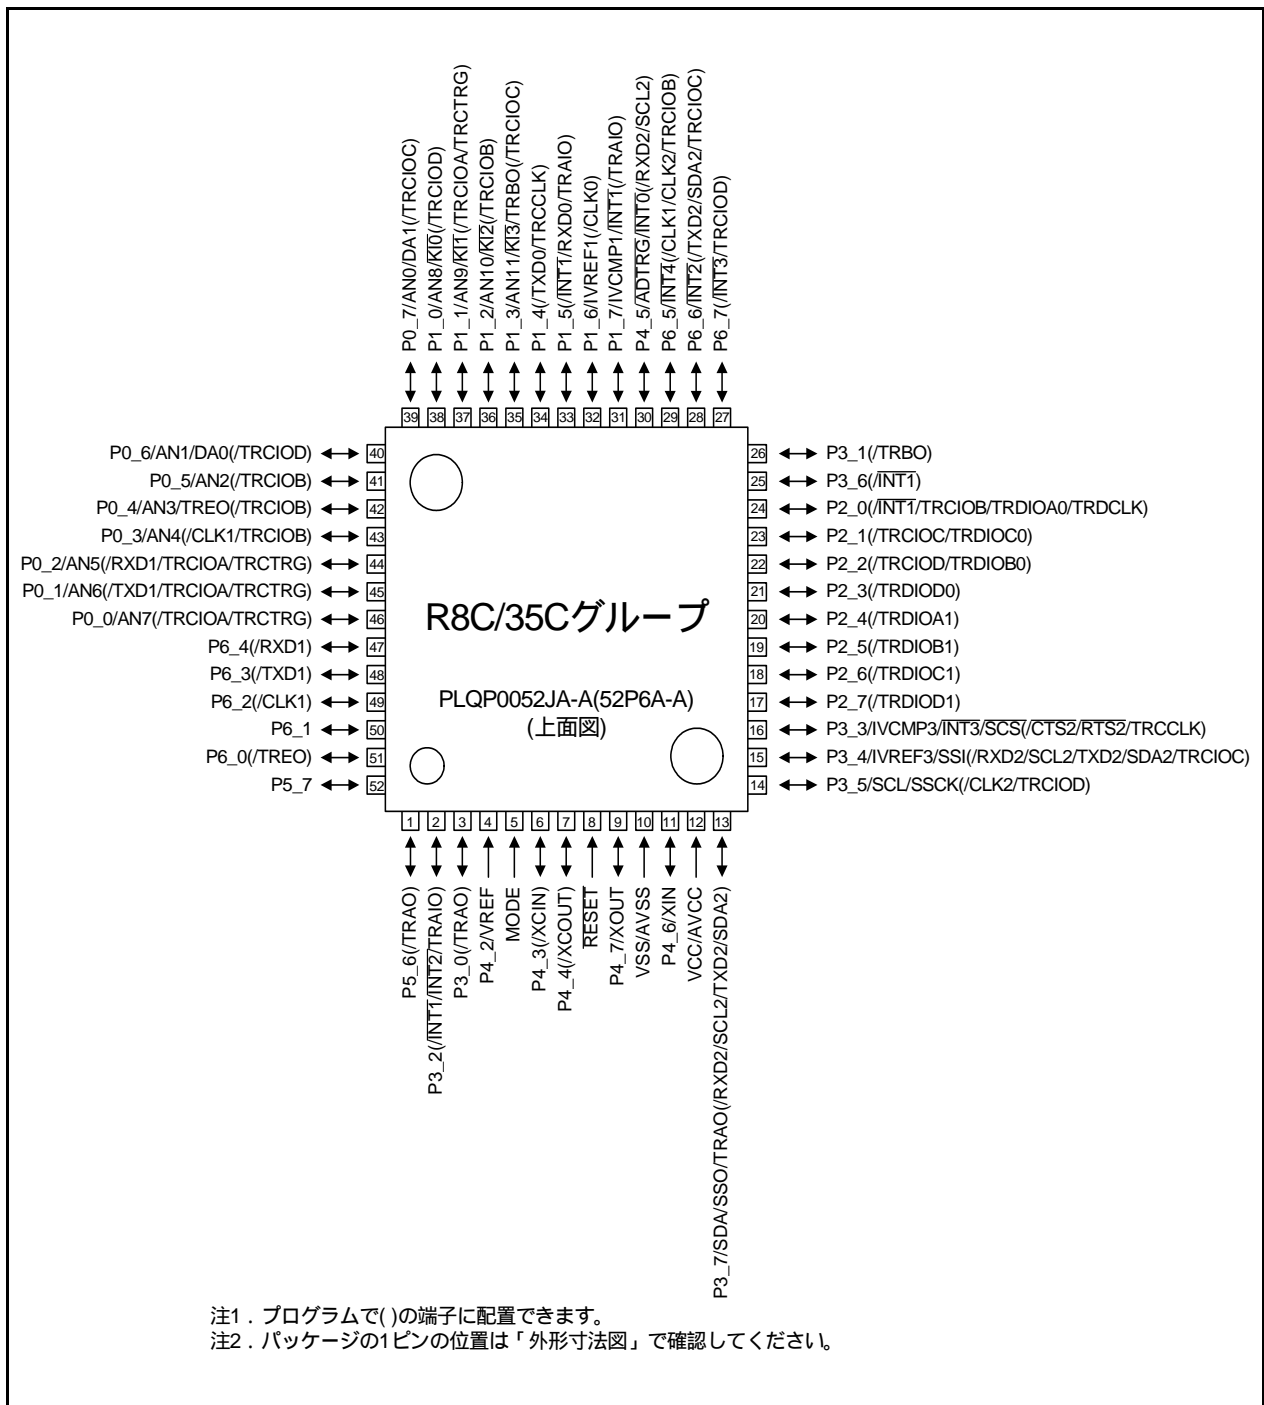 P0_7/AN0/DA1(/TRCIOC)
P1_0/AN8/KI0(/TRCIOD)
P1_1/AN9/KI1(/TRCIOA/TRCTRG)
P1_2/AN10/KI2(/TRCIOB)
P1_3/AN11/KI3/TRBO(/TRCIOC)
P1_4(/TXD0/TRCCLK)
P1_5(/INT1/RXD0/TRAIO)
P1_6/IVREF1(/CLK0)
P1_7/IVCMP1/INT1(/TRAIO)
P4_5/ADTRG/INT0(/RXD2/SCL2)
P6_5/INT4(/CLK1/CLK2/TRCIOB)
P6_6/INT2(/TXD2/SDA2/TRCIOC)
P6_7(/INT3/TRCIOD)
39 38 37 36 35 34 33 32 31 30 29 28 27
P0_6/AN1/DA0(/TRCIOD) 40
P0_5/AN2(/TRCIOB) 41
P0_4/AN3/TREO(/TRCIOB) 42
P0_3/AN4(/CLK1/TRCIOB) 43
P0_2/AN5(/RXD1/TRCIOA/TRCTRG) 44
P0_1/AN6(/TXD1/TRCIOA/TRCTRG) 45
P0_0/AN7(/TRCIOA/TRCTRG) 46
P6_4(/RXD1) 47
P6_3(/TXD1) 48
P6_2(/CLK1) 49
P6_1 50
P6_0(/TREO) 51
P5_7 52
R8C/35Cグループ
PLQP0052JA-A(52P6A-A)
(上面図)
26 P3_1(/TRBO)
25 P3_6(/INT1)
24 P2_0(/INT1/TRCIOB/TRDIOA0/TRDCLK)
23 P2_1(/TRCIOC/TRDIOC0)
22 P2_2(/TRCIOD/TRDIOB0)
21 P2_3(/TRDIOD0)
20 P2_4(/TRDIOA1)
19 P2_5(/TRDIOB1)
18 P2_6(/TRDIOC1)
17 P2_7(/TRDIOD1)
16 P3_3/IVCMP3/INT3/SCS(/CTS2/RTS2/TRCCLK)
15 P3_4/IVREF3/SSI(/RXD2/SCL2/TXD2/SDA2/TRCIOC)
14 P3_5/SCL/SSCK(/CLK2/TRCIOD)
1 2 3 4 5 6 7 8 9 10 11 12 13
P5_6(/TRAO)
P3_2(/INT1/INT2/TRAIO)
P3_0(/TRAO)
P4_2/VREF
MODE
P4_3(/XCIN)
P4_4(/XCOUT)
RESET
P4_7/XOUT
VSS/AVSS
P4_6/XIN
VCC/AVCC
P3_7/SDA/SSO/TRAO(/RXD2/SCL2/TXD2/SDA2)
注1．プログラムで( )の端子に配置できます。
注2．パッケージの1ピンの位置は「外形寸法図」で確認してください。